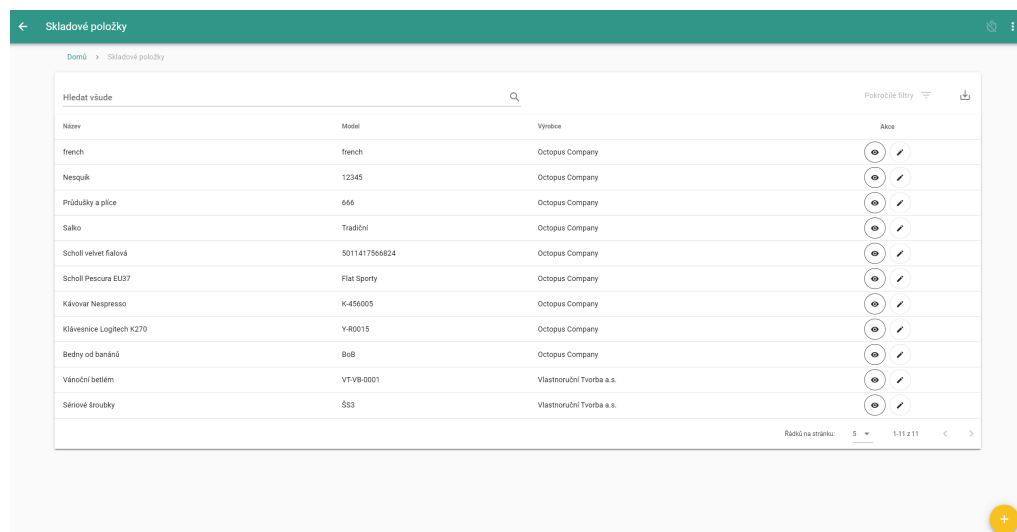 Skladové položky
Domů > Skladové položky
Hledat všude
Pokročilé filtry
Název Model Výrobce Akce
french french Octopus Company
Nesquik 12345 Octopus Company
Průdušky a plíce 666 Octopus Company
Salko Tradiční Octopus Company
Scholl velvet fialová 5011417566824 Octopus Company
Scholl Pescura EU37 Flat Sporty Octopus Company
Kávovar Nespresso K-456005 Octopus Company
Klávesnice Logitech K270 Y-R0015 Octopus Company
Bedny od banánů BoB Octopus Company
Vánoční betlém VT-VB-0001 Vlastnoruční Tvorba a.s.
Sériové šroubky ŠS3 Vlastnoruční Tvorba a.s.
Řádků na stránku: 5 1-11 z 11